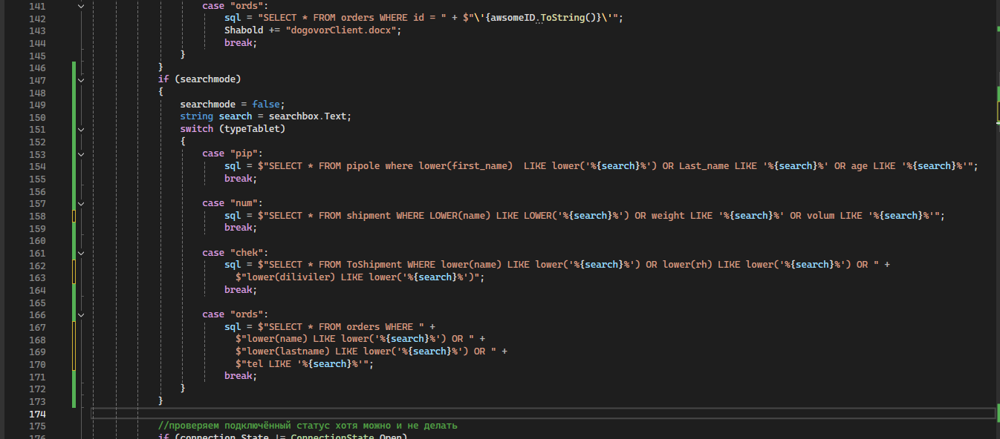 141 case "ords":
142 sql = "SELECT * FROM orders WHERE id = " + $"\'{awsomeID.ToString()}\'";
143 Shabold += "dogovorClient.docx";
144 break;
145 }
146 }
147 if (searchmode)
148 {
149 searchmode = false;
150 string search = searchbox.Text;
151 switch (typeTablet)
152 {
153 case "pip":
154 sql = $"SELECT * FROM pipole where lower(first_name)  LIKE lower('%{search}%') OR Last_name LIKE '%{search}%' OR age LIKE '%{search}%'";
155 break;
156
157 case "num":
158 sql = $"SELECT * FROM shipment WHERE LOWER(name) LIKE LOWER('%{search}%') OR weight LIKE '%{search}%' OR volum LIKE '%{search}%'";
159 break;
160
161 case "chek":
162 sql = $"SELECT * FROM ToShipment WHERE lower(name) LIKE lower('%{search}%') OR lower(rh) LIKE lower('%{search}%') OR " +
163 $"lower(diliviler) LIKE lower('%{search}%')";
164 break;
165
166 case "ords":
167 sql = $"SELECT * FROM orders WHERE " +
168 $"lower(name) LIKE lower('%{search}%') OR " +
169 $"lower(lastname) LIKE lower('%{search}%') OR " +
170 $"tel LIKE '%{search}%'";
171 break;
172 }
173 }
174
175 //проверяем подключённый статус хотя можно и не делать
176 if (connection.State != ConnectionState.Open)